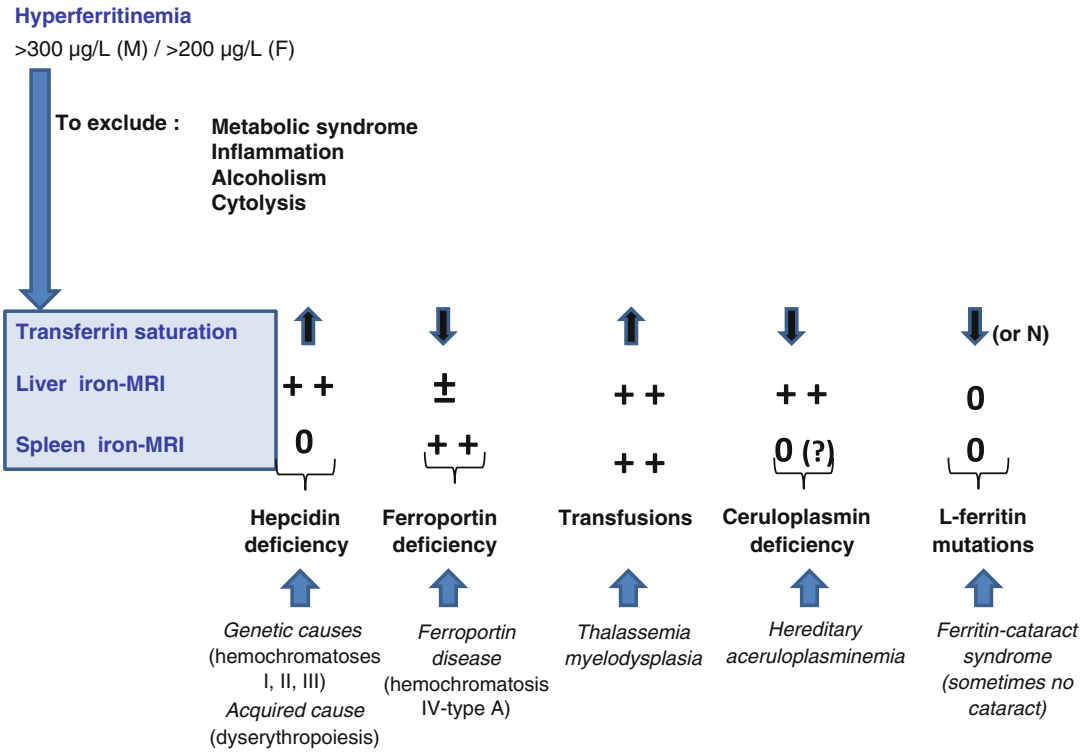 Hyperferritinemia
>300 µg/L (M) / >200 µg/L (F)
To exclude :
Metabolic syndrome
Inflammation
Alcoholism
Cytolysis
Transferrin saturation
(or N)
Liver iron-MRI
+ + ± + + + + 0
Spleen iron-MRI
0 + + + + 0 (?) 0
Hepcidin
deficiency
Ferroportin
deficiency
Transfusions
Ceruloplasmin
deficiency
L-ferritin
mutations
Genetic causes
(hemochromatoses
I, II, III)
Acquired cause
(dyserythropoiesis)
Ferroportin
disease
(hemochromatosis
IV-type A)
Thalassemia
myelodysplasia
Hereditary
aceruloplasminemia
Ferritin-cataract
syndrome
(sometimes no
cataract)